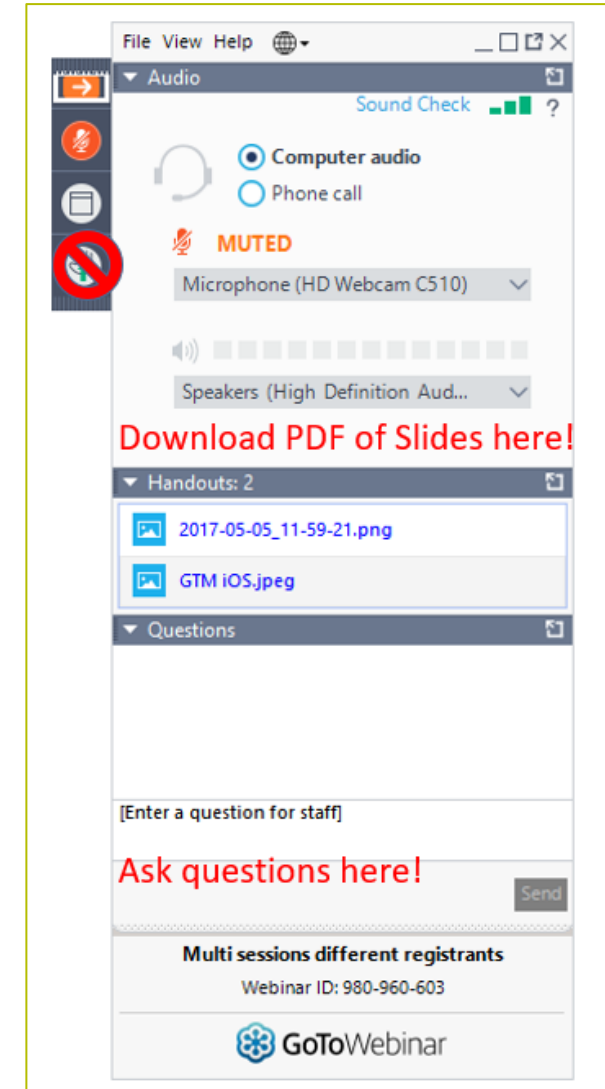 File View Help
Audio
Sound Check ?
Computer audio
Phone call
MUTED
Microphone (HD Webcam C510)
Speakers (High Definition Aud...
Download PDF of Slides here!
Handouts: 2
2017-05-05_11-59-21.png
GTM iOS.jpeg
Questions
[Enter a question for staff]
Ask questions here!
Send
Multi sessions different registrants
Webinar ID: 980-960-603
GoToWebinar